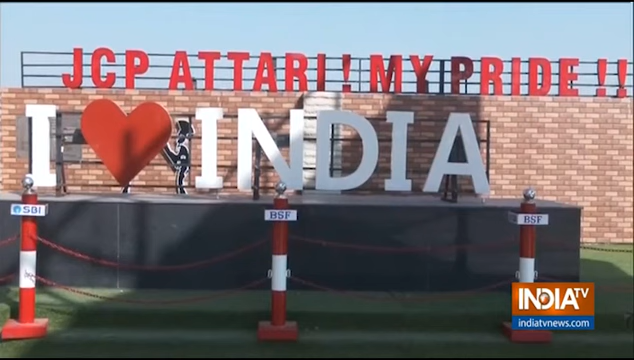 JCP ATTARI ! MY PRIDE !!
I INDIA
SBI
BSF
BSF
INDIA TV
indiatvnews.com